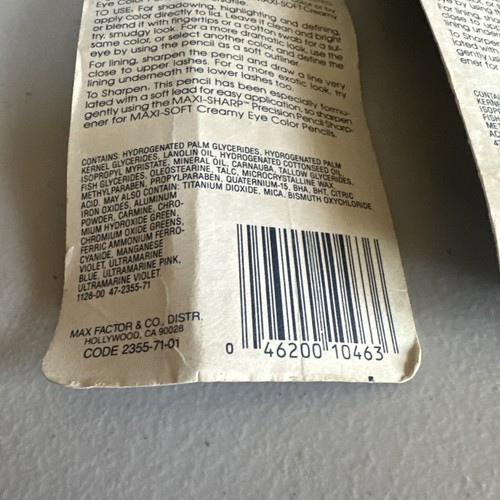 TO USE: For shadowing, highlighting and defining,
apply color directly to lid. Leave it clean and bright
or blend it with fingertips or a cotton swab for a sul-
try, smudgy look. For a more dramatic look, use the
same color, or select another color, and define the
eye by using the pencil as a soft outliner.
For lining, sharpen and draw a line very
close to upper lashes. For a more exotic look, try
lining underneath the lower lashes too.
To Sharpen. This pencil has been especially formu-
lated with a soft lead for easy application, so sharpen
gently using the MAXI-SHARP™ Precision Pencil Sharp-
ener for MAXI-SOFT Creamy Eye Color Pencils.
CONTAINS: HYDROGENATED PALM GLYCERIDES, HYDROGENATED PALM
KERNEL GLYCERIDES, LANOLIN OIL, HYDROGENATED COTTONSEED OIL,
ISOPROPYL MYRISTATE, MINERAL OIL, CARNAUBA, TALLOW GLYCERIDES,
FISH GLYCERIDES, OLEOSTEARINE, TALC, MICROCRYSTALLINE WAX,
METHYLPARABEN, PROPYLPARABEN, QUATERNIUM-15, BHA, BHT, CITRIC
ACID. MAY ALSO CONTAIN: TITANIUM DIOXIDE, MICA, BISMUTH OXYCHLORIDE
IRON OXIDES, ALUMINUM
POWDER, CARMINE, CHRO-
MIUM HYDROXIDE GREEN,
CHROMIUM OXIDE GREENS,
FERRIC AMMONIUM FERRO-
CYANIDE, MANGANESE
VIOLET, ULTRAMARINE
BLUE, ULTRAMARINE PINK,
ULTRAMARINE VIOLET.
1128-00 47-2355-71
MAX FACTOR & CO., DISTR.
HOLLYWOOD, CA 90028
CODE 2355-71-01
0 46200 10463